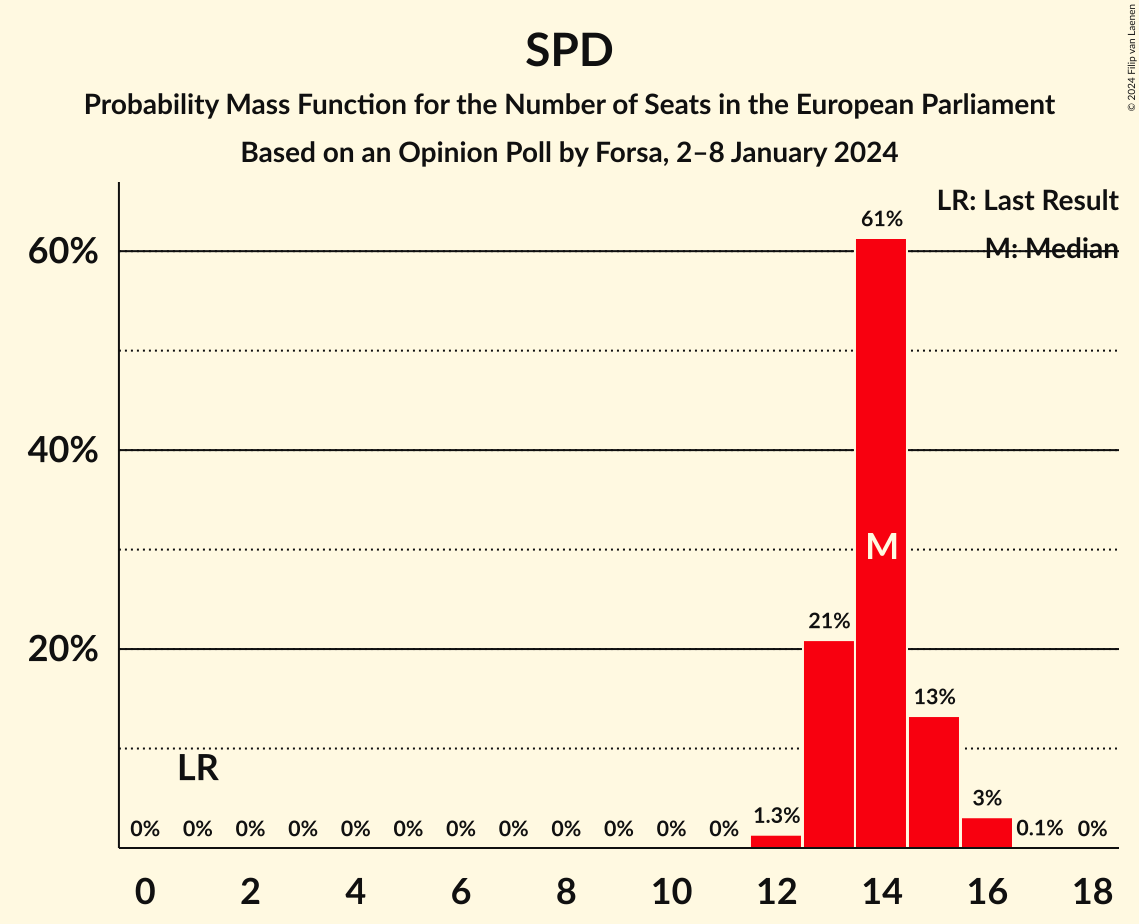 SPD
Probability Mass Function for the Number of Seats in the European Parliament
Based on an Opinion Poll by Forsa, 2–8 January 2024
© 2024 Filip van Laenen
LR: Last Result
M: Median
60%
40%
20%
61%
M
21%
13%
LR
3%
1.3%
0% 0% 0% 0% 0% 0% 0% 0% 0% 0% 0% 0% 0.1% 0%
0 2 4 6 8 10 12 14 16 18